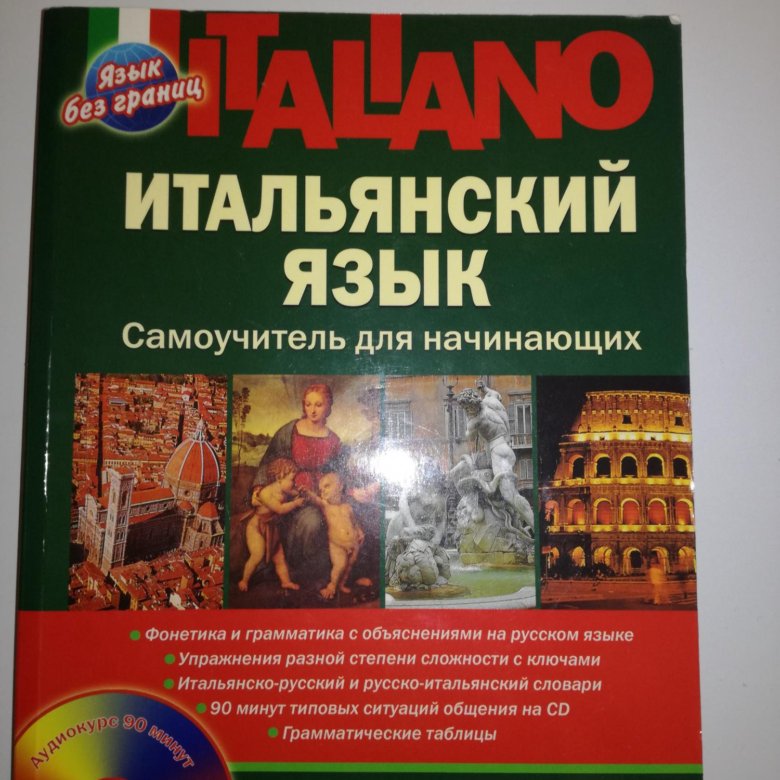 Язык
без границ
ITALIANO
ИТАЛЬЯНСКИЙ
ЯЗЫК
Самоучитель для начинающих
Фонетика и грамматика с объяснениями на русском языке
Упражнения разной степени сложности с ключами
Итальянско-русский и русско-итальянский словари
90 минут типовых ситуаций общения на CD
Грамматические таблицы
Аудиокурс 90 минут